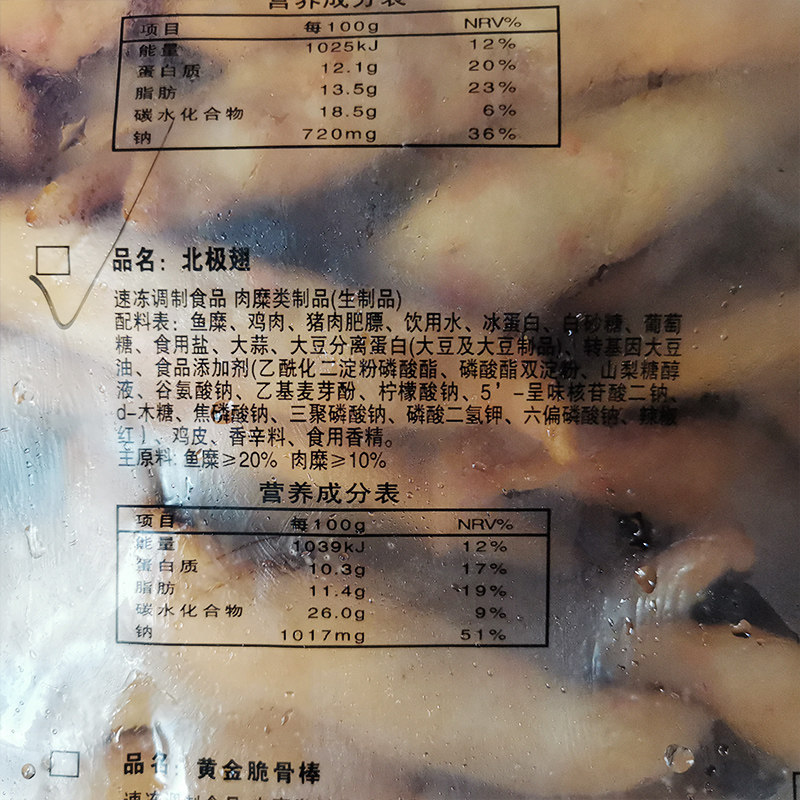 营养成分表
项目 每100g NRV%
能量 1025kJ 12%
蛋白质 12.1g 20%
脂肪 13.5g 23%
碳水化合物 18.5g 6%
钠 720mg 36%
品名：北极翅
速冻调制食品 肉糜类制品(生制品)
配料表：鱼糜、鸡肉、猪肉肥膘、饮用水、冰蛋白、白砂糖、葡萄
糖、食用盐、大蒜、大豆分离蛋白(大豆及大豆制品)、转基因大豆
油、食品添加剂(乙酰化二淀粉磷酸酯、磷酸酯双淀粉、山梨糖醇
液、谷氨酸钠、乙基麦芽酚、柠檬酸钠、5’-呈味核苷酸二钠、
d-木糖、焦磷酸钠、三聚磷酸钠、磷酸二氢钾、六偏磷酸钠、辣椒
红)、鸡皮、香辛料、食用香精。
主原料:鱼糜≥20% 肉糜≥10%
营养成分表
项目 每100g NRV%
能量 1039kJ 12%
蛋白质 10.3g 17%
脂肪 11.4g 19%
碳水化合物 26.0g 9%
钠 1017mg 51%
品名：黄金脆骨棒
速冻调制食品